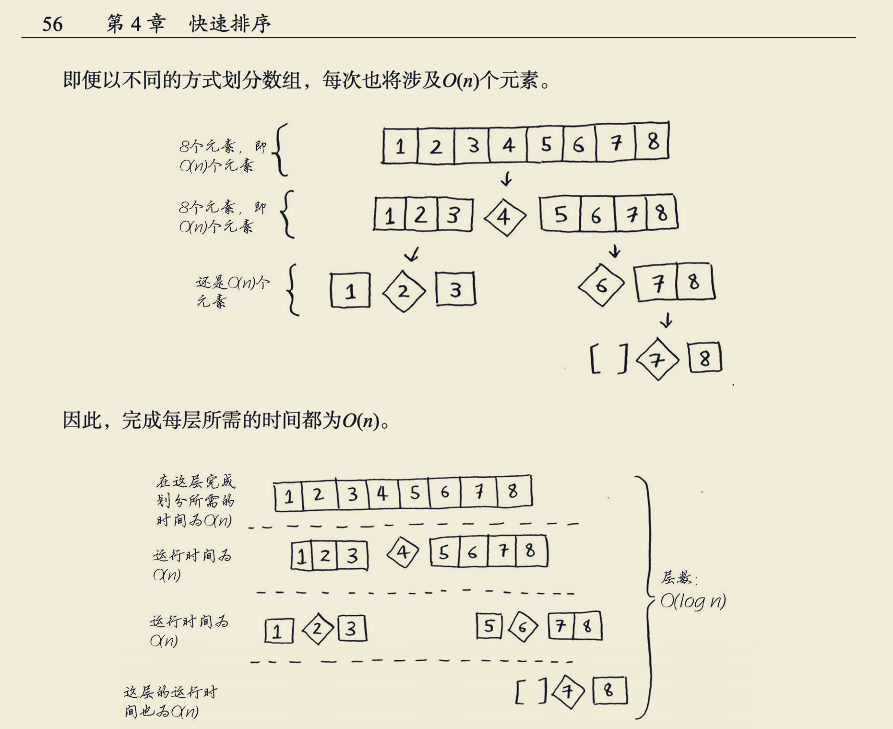 56 第 4 章 快速排序
即便以不同的方式划分数组，每次也将涉及O(n)个元素。
8个元素，即
O(n)个元素
1 2 3 4 5 6 7 8
8个元素，即
O(n)个元素
1 2 3 4 5 6 7 8
还是O(n)个
元素
1 2 3 6 7 8
[ ] 7 8
因此，完成每层所需的时间都为O(n)。
在这层完成
划分所需的
时间为O(n)
1 2 3 4 5 6 7 8
运行时间为
O(n)
1 2 3 4 5 6 7 8
层数：
O(log n)
运行时间为
O(n)
1 2 3 5 6 7 8
这层的运行时
间也为O(n)
[ ] 7 8